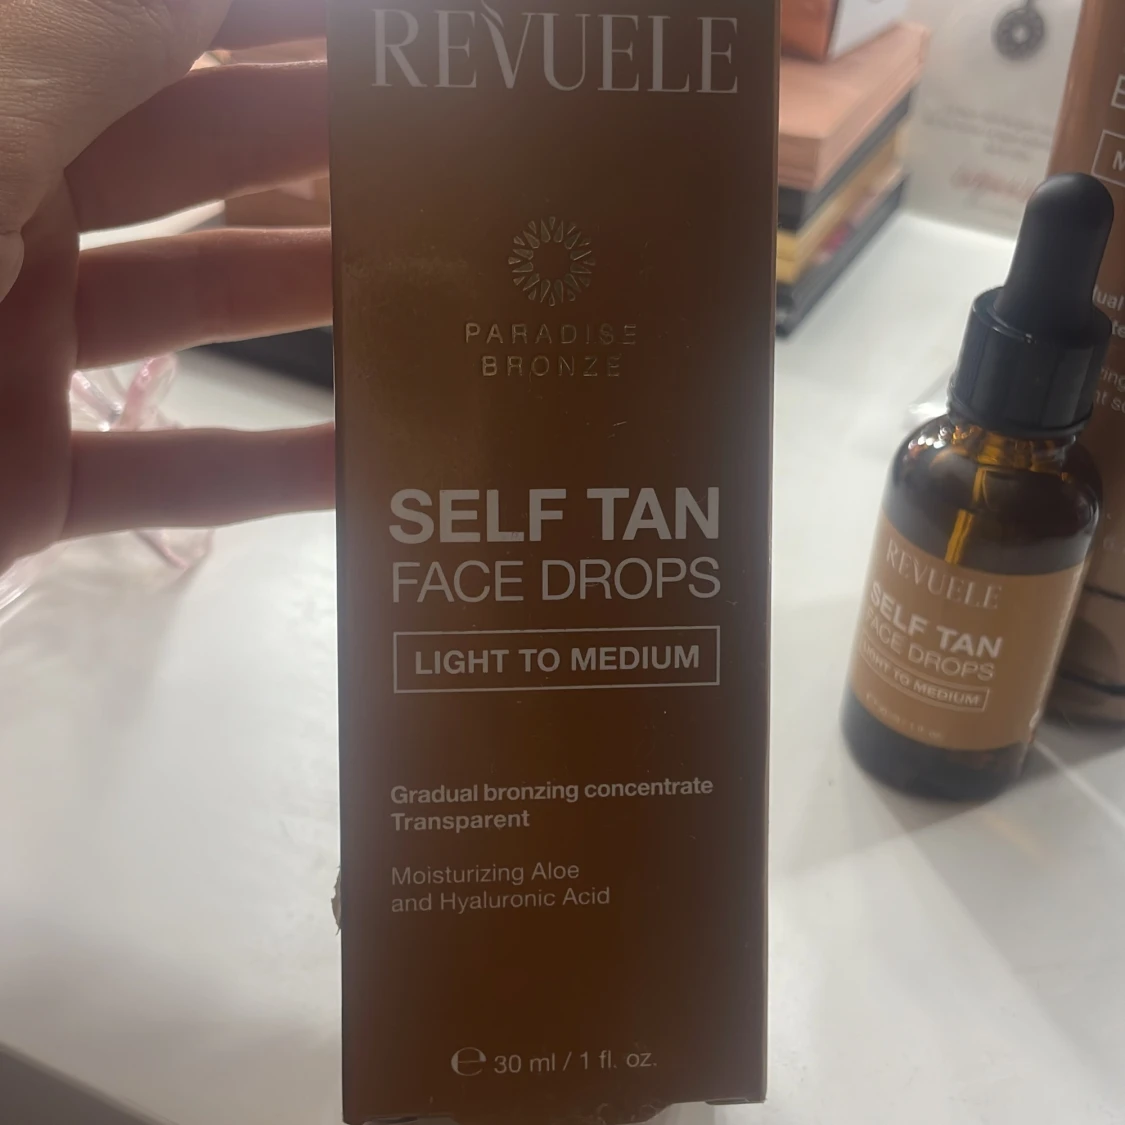 REVUELE
PARADISE
BRONZE
SELF TAN
FACE DROPS
LIGHT TO MEDIUM
Gradual bronzing concentrate
Transparent
Moisturizing Aloe
and Hyaluronic Acid
℮ 30 ml / 1 fl. oz.
REVUELE
SELF TAN
FACE DROPS
LIGHT TO MEDIUM